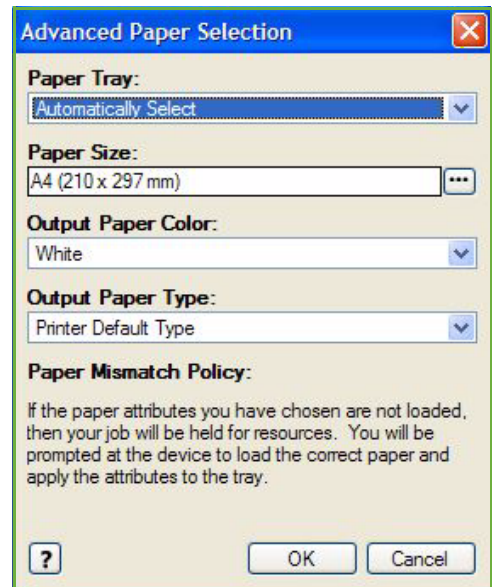 Advanced Paper Selection
Paper Tray:
Automatically Select
Paper Size:
A4 (210 x 297 mm)
...
Output Paper Color:
White
Output Paper Type:
Printer Default Type
Paper Mismatch Policy:
If the paper attributes you have chosen are not loaded,
then your job will be held for resources.  You will be
prompted at the device to load the correct paper and
apply the attributes to the tray.
?
OK
Cancel